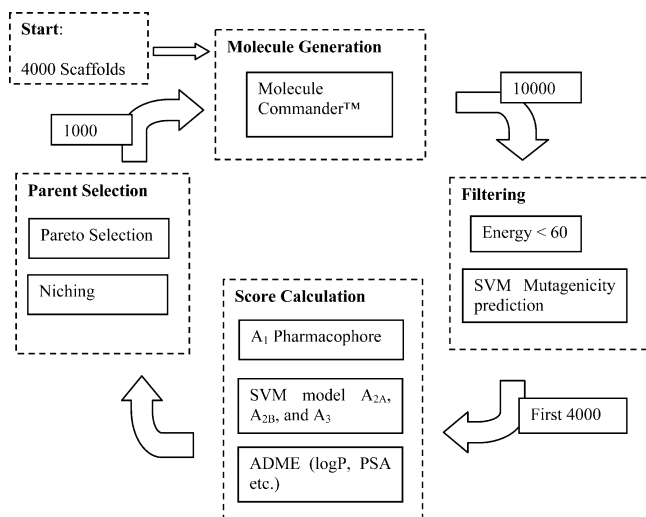 Start:
4000 Scaffolds
Molecule Generation
Molecule
Commander™
10000
1000
Parent Selection
Pareto Selection
Niching
Filtering
Energy < 60
SVM Mutagenicity
prediction
Score Calculation
A1 Pharmacophore
SVM model A2A,
A2B, and A3
ADME (logP, PSA
etc.)
First 4000